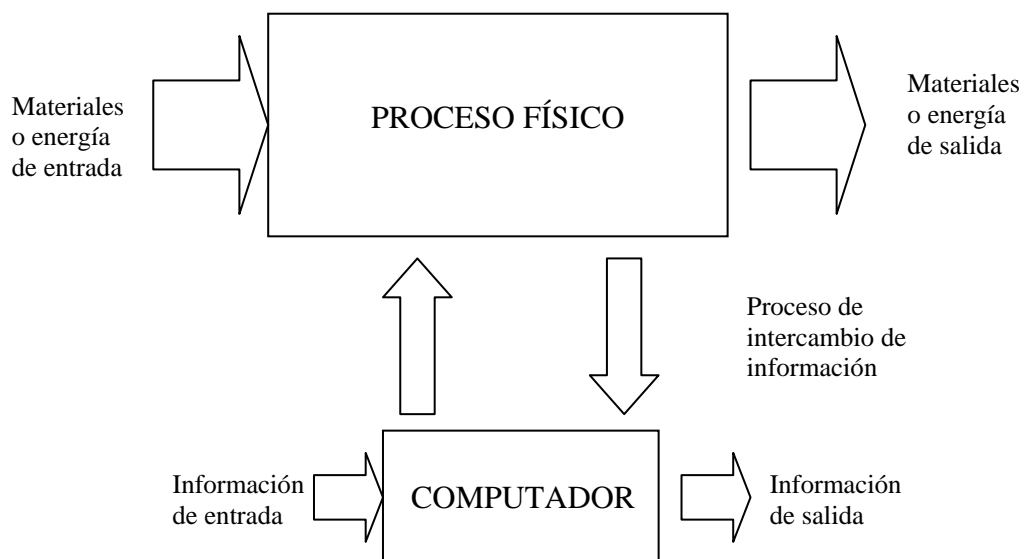 Materiales
o energía
de entrada
PROCESO FÍSICO
Materiales
o energía
de salida
Proceso de
intercambio de
información
Información
de entrada
COMPUTADOR
Información
de salida